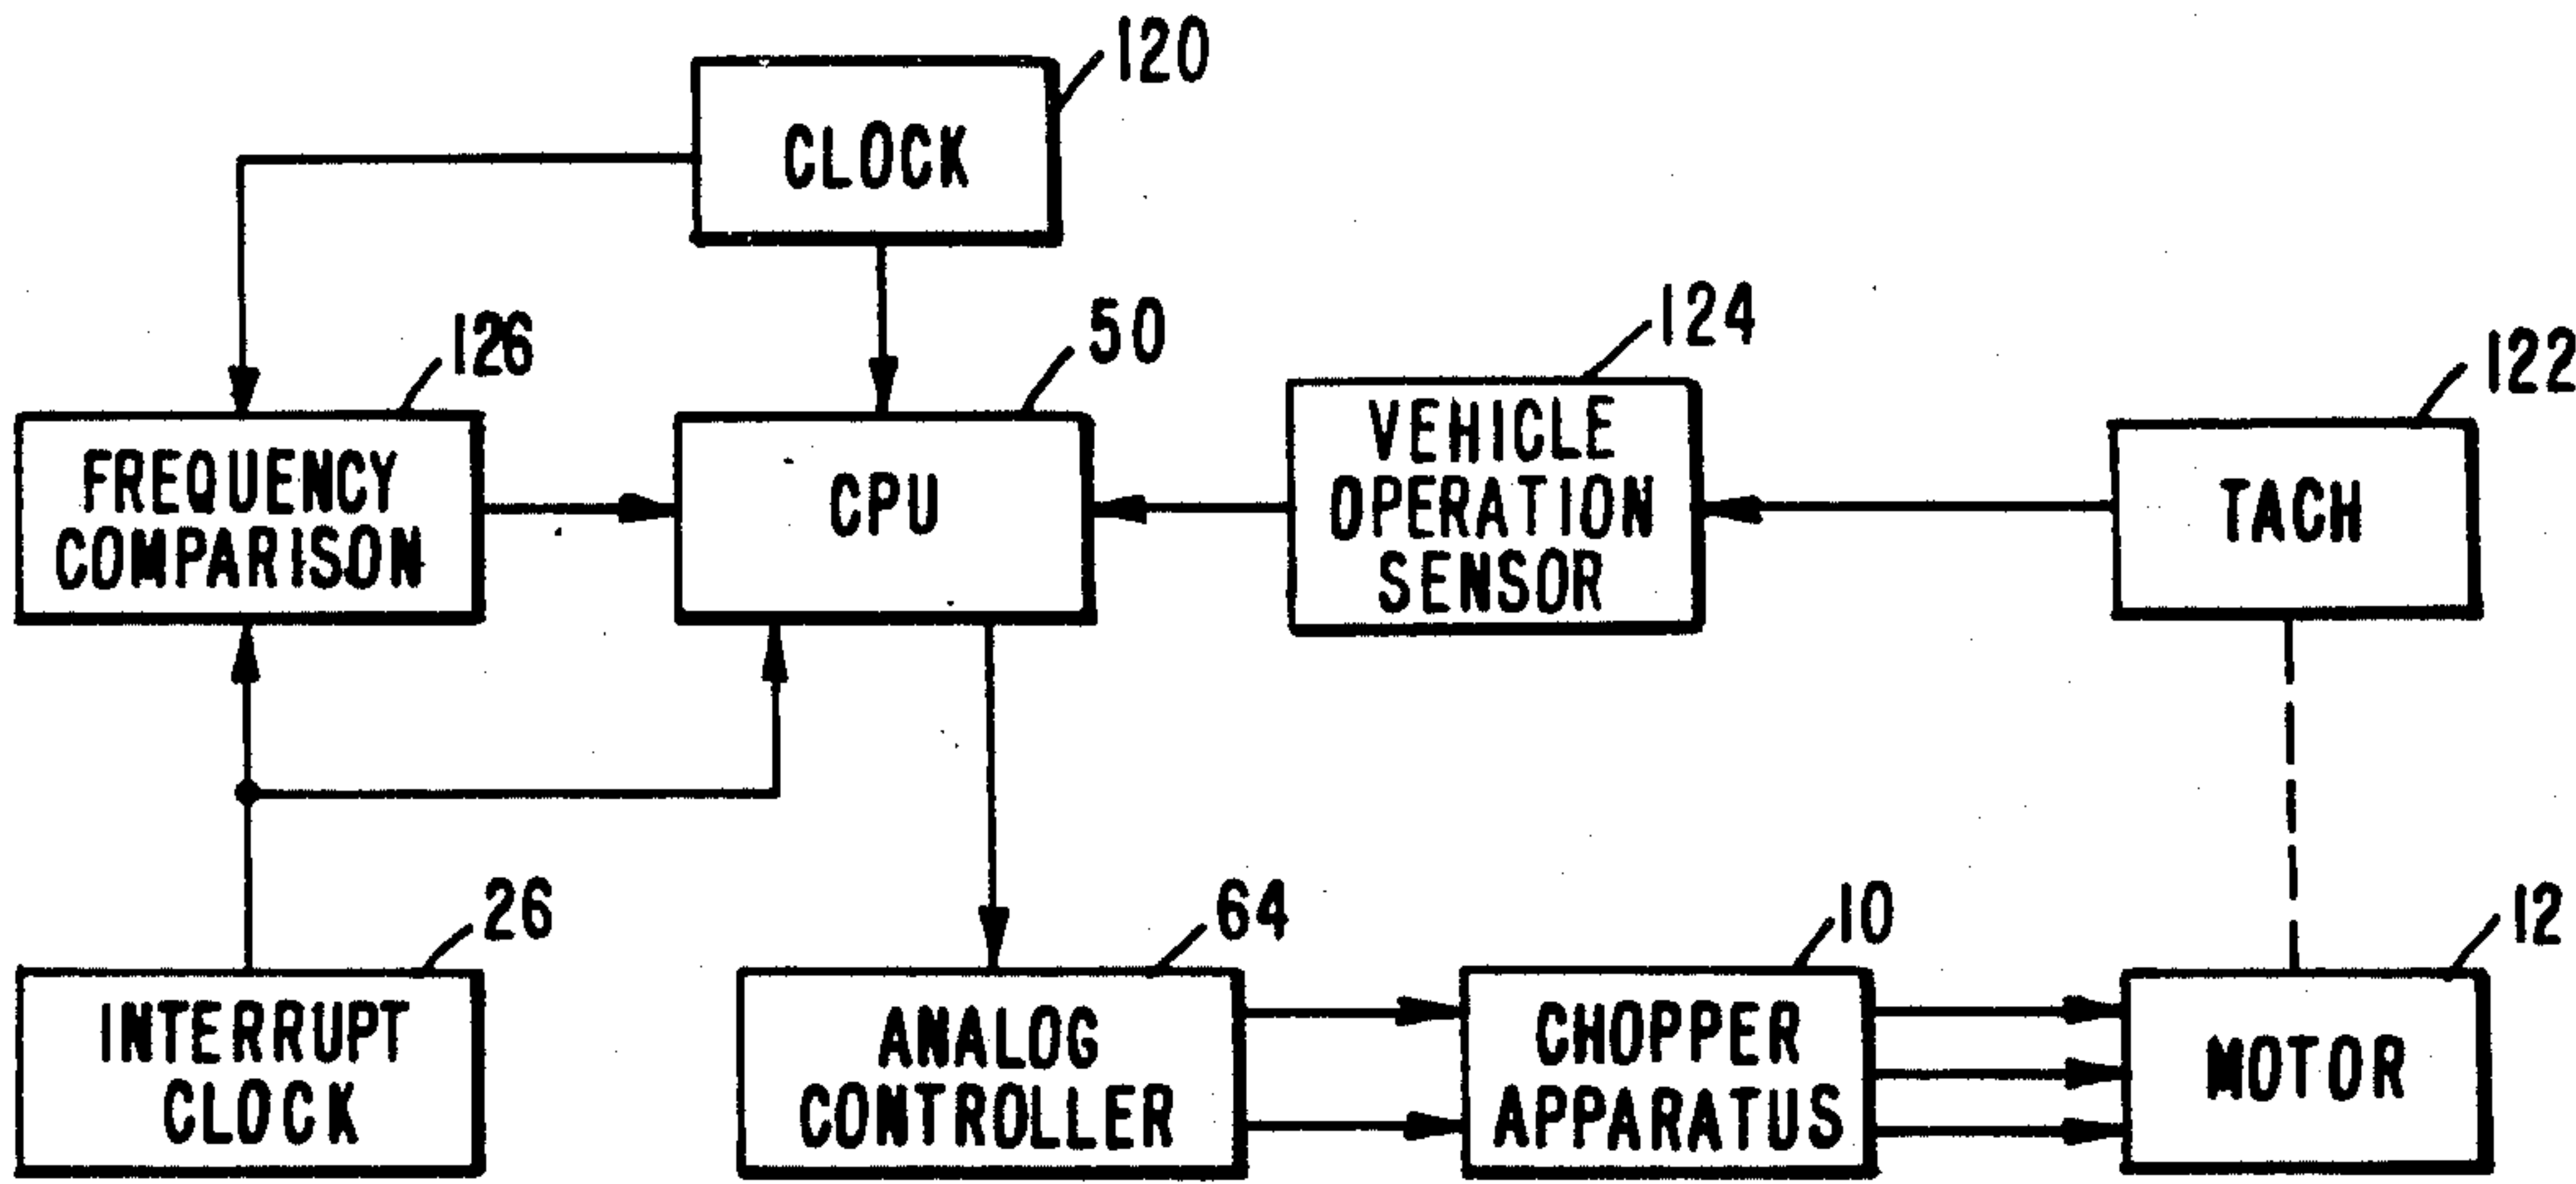 120
CLOCK
126
50
124
122
FREQUENCY
COMPARISON
CPU
VEHICLE
OPERATION
SENSOR
TACH
26
64
10
12
INTERRUPT
CLOCK
ANALOG
CONTROLLER
CHOPPER
APPARATUS
MOTOR